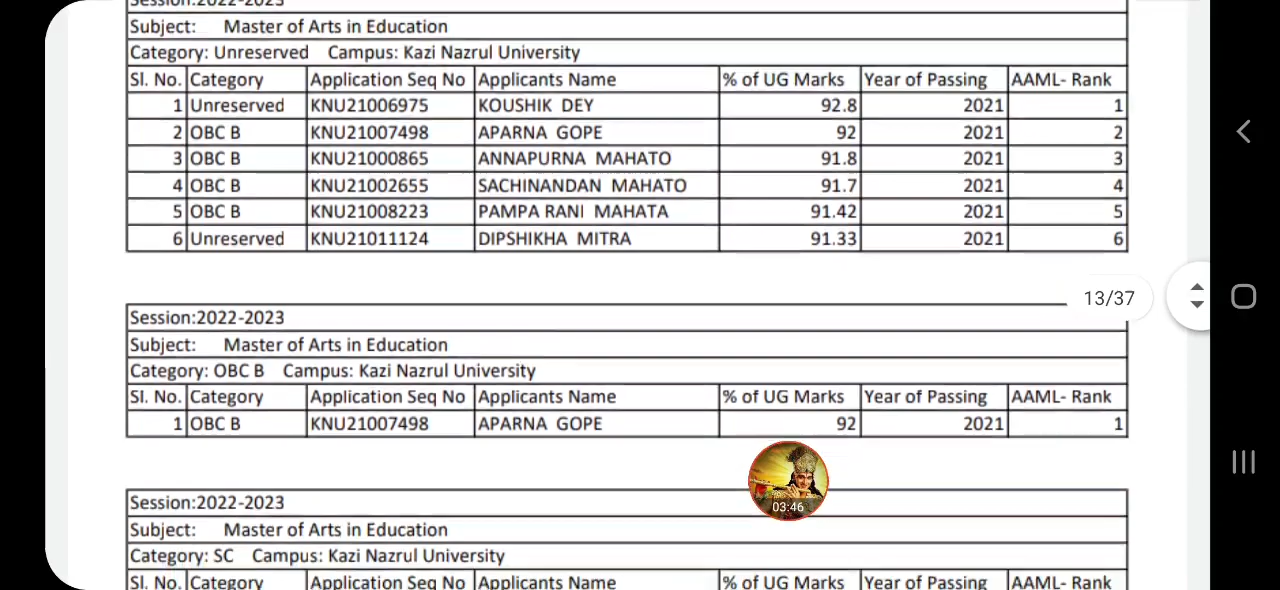 Session:2022-2023
Subject: Master of Arts in Education
Category: Unreserved Campus: Kazi Nazrul University
Sl. No. Category Application Seq No Applicants Name % of UG Marks Year of Passing AAML- Rank
1 Unreserved KNU21006975 KOUSHIK DEY 92.8 2021 1
2 OBC B KNU21007498 APARNA GOPE 92 2021 2
3 OBC B KNU21000865 ANNAPURNA MAHATO 91.8 2021 3
4 OBC B KNU21002655 SACHINANDAN MAHATO 91.7 2021 4
5 OBC B KNU21008223 PAMPA RANI MAHATA 91.42 2021 5
6 Unreserved KNU21011124 DIPSHIKHA MITRA 91.33 2021 6
13/37
Session:2022-2023
Subject: Master of Arts in Education
Category: OBC B Campus: Kazi Nazrul University
Sl. No. Category Application Seq No Applicants Name % of UG Marks Year of Passing AAML- Rank
1 OBC B KNU21007498 APARNA GOPE 92 2021 1
03:46
Session:2022-2023
Subject: Master of Arts in Education
Category: SC Campus: Kazi Nazrul University
Sl. No. Category Application Seq No Applicants Name % of UG Marks Year of Passing AAML- Rank